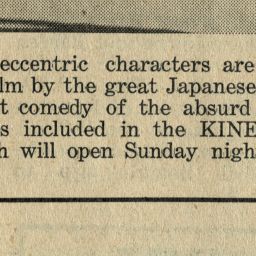 eccentric characters are
lm by the great Japanese
t comedy of the absurd
s included in the KINE
h will open Sunday nigh